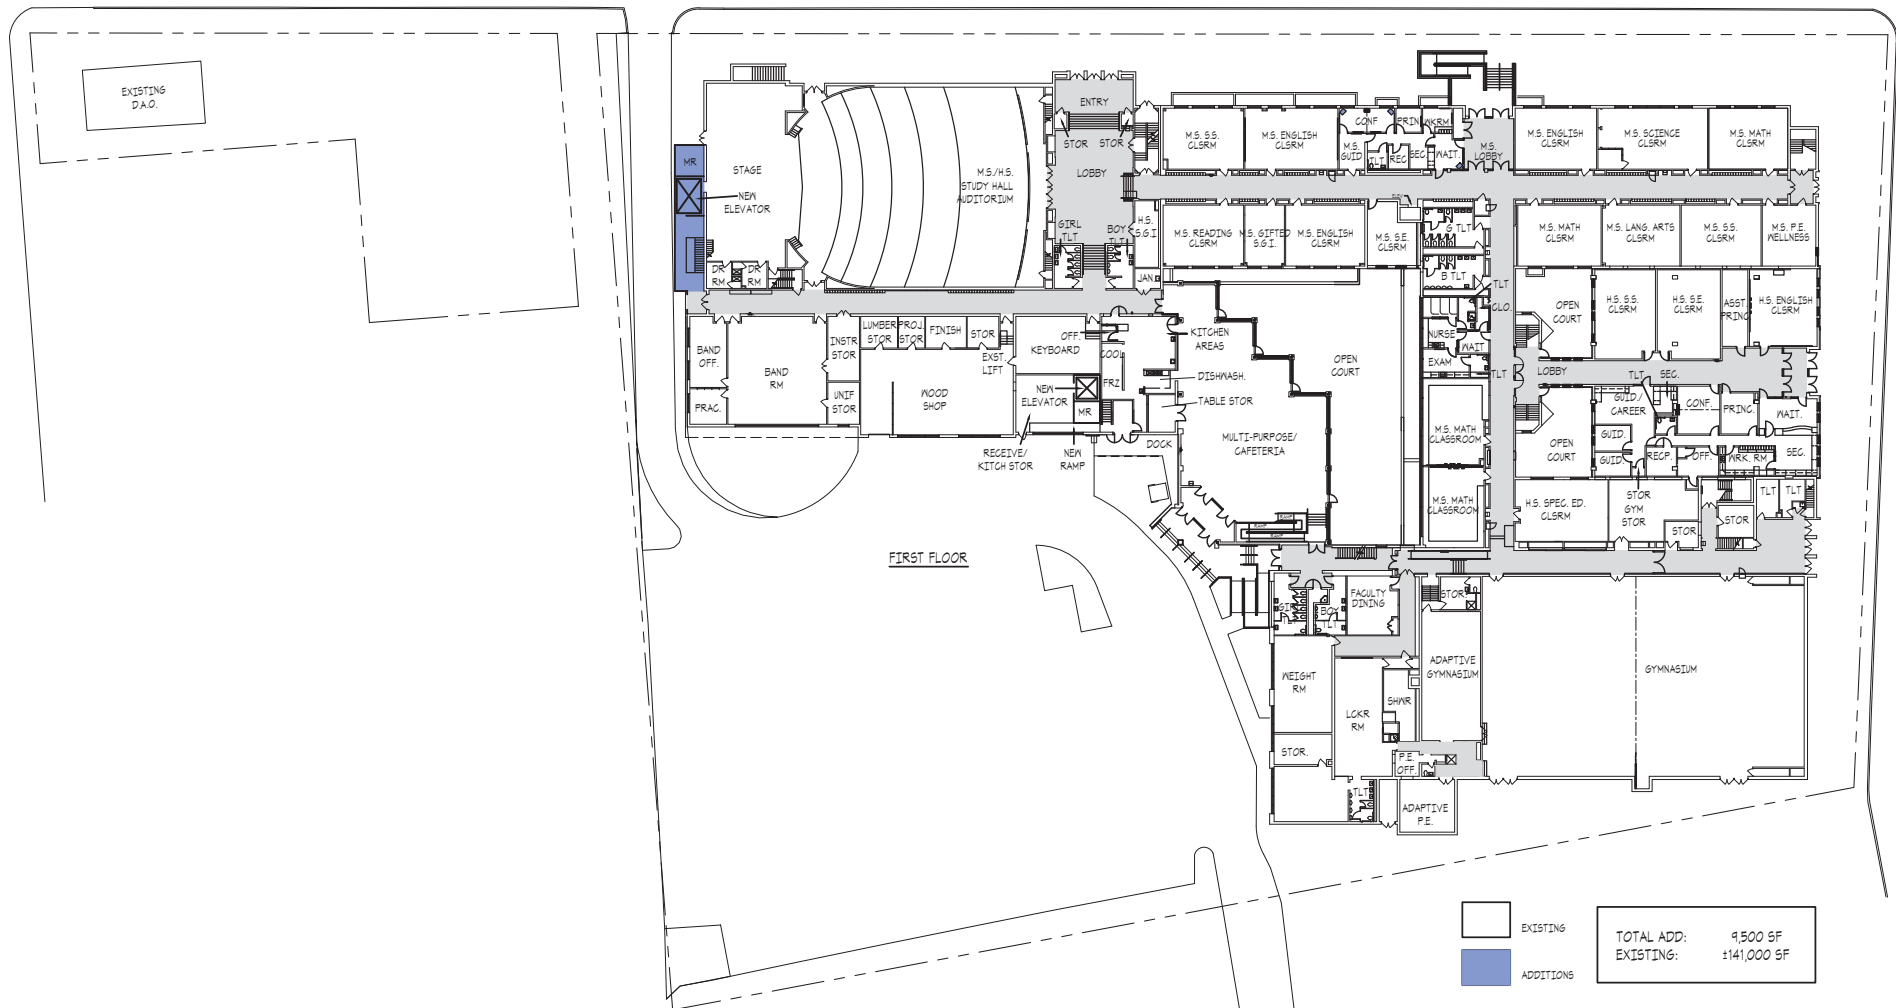 EXISTING
D.A.O.
ENTRY
STOR
STOR
LOBBY
MR
STAGE
NEW
ELEVATOR
M.S./H.S.
STUDY HALL
AUDITORIUM
GIRL
TLT
BOY
TLT
H.S.
S.G.I.
JAN.
DR
RM
DR
RM
M.S. S.S.
CLSRM
M.S. ENGLISH
CLSRM
CONF
PRIN
WKRM
M.S.
GUID
TLT
REC
SEC.
WAIT.
M.S.
LOBBY
M.S. ENGLISH
CLSRM
M.S. SCIENCE
CLSRM
M.S. MATH
CLSRM
M.S. READING
CLSRM
M.S. GIFTED
S.G.I.
M.S. ENGLISH
CLSRM
M.S. S.E.
CLSRM
G TLT
B TLT
M.S. MATH
CLSRM
M.S. LANG. ARTS
CLSRM
M.S. S.S.
CLSRM
M.S. P.E.
WELLNESS
TLT
CLO.
OPEN
COURT
H.S. S.S.
CLSRM
H.S. S.E.
CLSRM
ASST.
PRINC
H.S. ENGLISH
CLSRM
BAND
OFF.
BAND
RM
PRAC.
INSTR
STOR
UNIF
STOR
LUMBER
STOR
PROJ.
STOR
FINISH
STOR
EXST.
LIFT
WOOD
SHOP
OFF.
KEYBOARD
COOL
FRZ
NEW
ELEVATOR
MR
KITCHEN
AREAS
DISHWASH.
TABLE STOR
OPEN
COURT
MULTI-PURPOSE/
CAFETERIA
DOCK
RECEIVE/
KITCH STOR
NEW
RAMP
NURSE
WAIT
EXAM
TLT
LOBBY
TLT
SEC.
GUID./
CAREER
CONF.
PRINC.
WAIT.
M.S. MATH
CLASSROOM
OPEN
COURT
GUID.
GUID.
RECP.
OFF.
WRK. RM
SEC.
M.S. MATH
CLASSROOM
H.S. SPEC. ED.
CLSRM
STOR
GYM
STOR
STOR
STOR
TLT
TLT
RAMP
RAMP
RAMP
FIRST FLOOR
GIRL
TLT
BOY
TLT
FACULTY
DINING
STOR.
WEIGHT
RM
ADAPTIVE
GYMNASIUM
GYMNASIUM
LCKR
RM
SHWR
STOR.
P.E.
OFF.
TLT
ADAPTIVE
P.E.
EXISTING
ADDITIONS
TOTAL ADD: 9,500 SF
EXISTING: ±141,000 SF